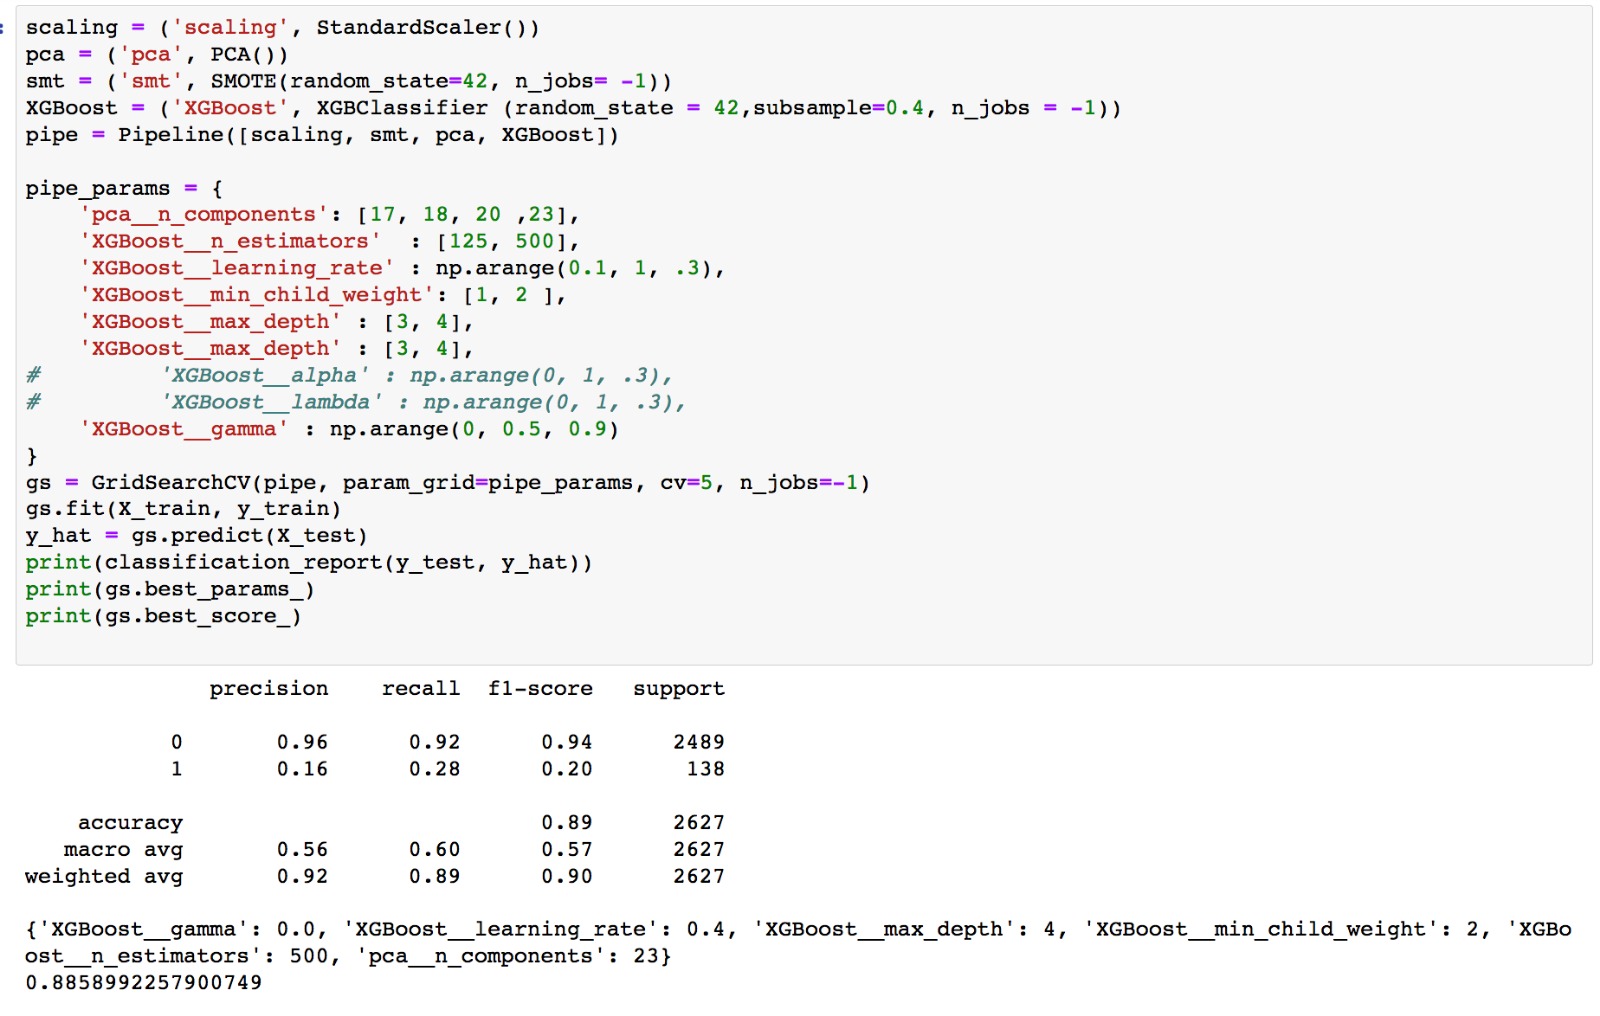 scaling = ('scaling', StandardScaler())
pca = ('pca', PCA())
smt = ('smt', SMOTE(random_state=42, n_jobs= -1))
XGBoost = ('XGBoost', XGBClassifier (random_state = 42,subsample=0.4, n_jobs = -1))
pipe = Pipeline([scaling, smt, pca, XGBoost])

pipe_params = {
    'pca__n_components': [17, 18, 20 ,23],
    'XGBoost__n_estimators'  : [125, 500],
    'XGBoost__learning_rate' : np.arange(0.1, 1, .3),
    'XGBoost__min_child_weight': [1, 2 ],
    'XGBoost__max_depth' : [3, 4],
    'XGBoost__max_depth' : [3, 4],
#         'XGBoost__alpha' : np.arange(0, 1, .3),
#         'XGBoost__lambda' : np.arange(0, 1, .3),
    'XGBoost__gamma' : np.arange(0, 0.5, 0.9)
}
gs = GridSearchCV(pipe, param_grid=pipe_params, cv=5, n_jobs=-1)
gs.fit(X_train, y_train)
y_hat = gs.predict(X_test)
print(classification_report(y_test, y_hat))
print(gs.best_params_)
print(gs.best_score_)

              precision    recall  f1-score   support

           0       0.96      0.92      0.94      2489
           1       0.16      0.28      0.20       138

    accuracy                           0.89      2627
   macro avg       0.56      0.60      0.57      2627
weighted avg       0.92      0.89      0.90      2627

{'XGBoost__gamma': 0.0, 'XGBoost__learning_rate': 0.4, 'XGBoost__max_depth': 4, 'XGBoost__min_child_weight': 2, 'XGBo
ost__n_estimators': 500, 'pca__n_components': 23}
0.8858992257900749